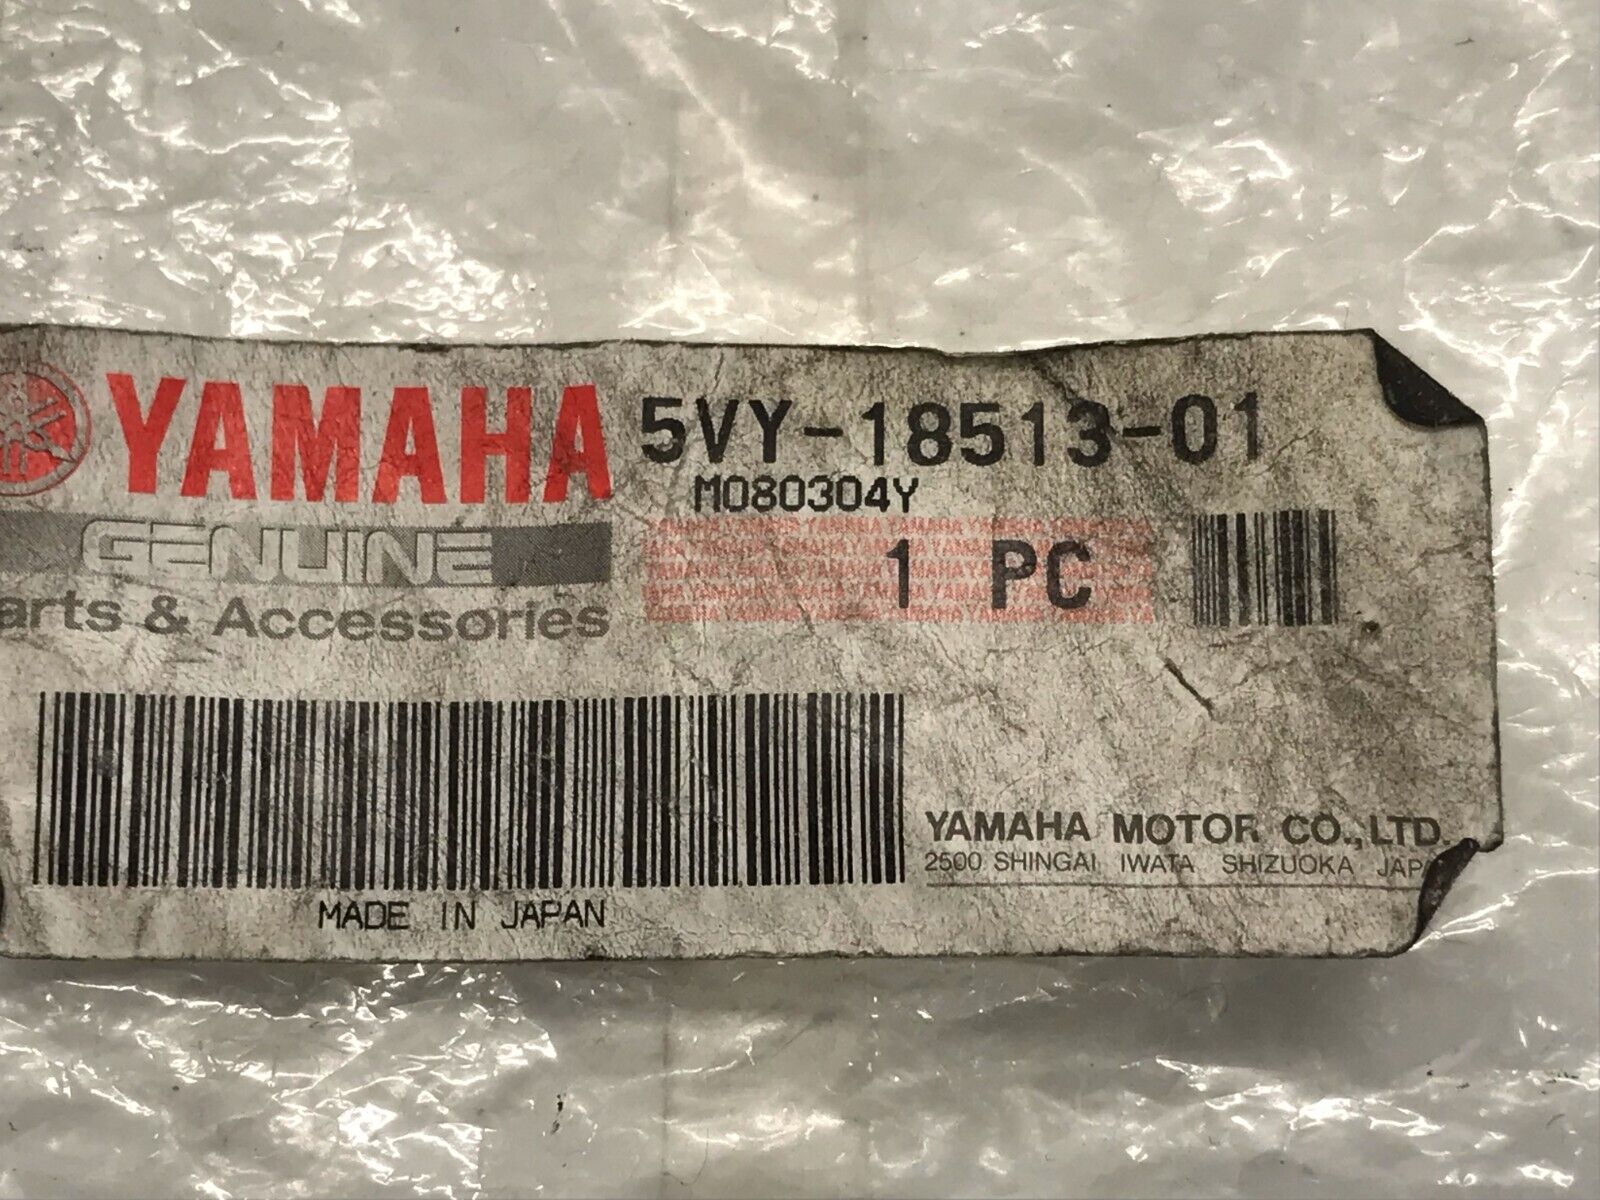 YAMAHA
5VY-18513-01
M080304Y
GENUINE
arts & Accessories
1 PC
MADE IN JAPAN
YAMAHA MOTOR CO.,LTD.
2500 SHINGAI IWATA SHIZUOKA JAPA